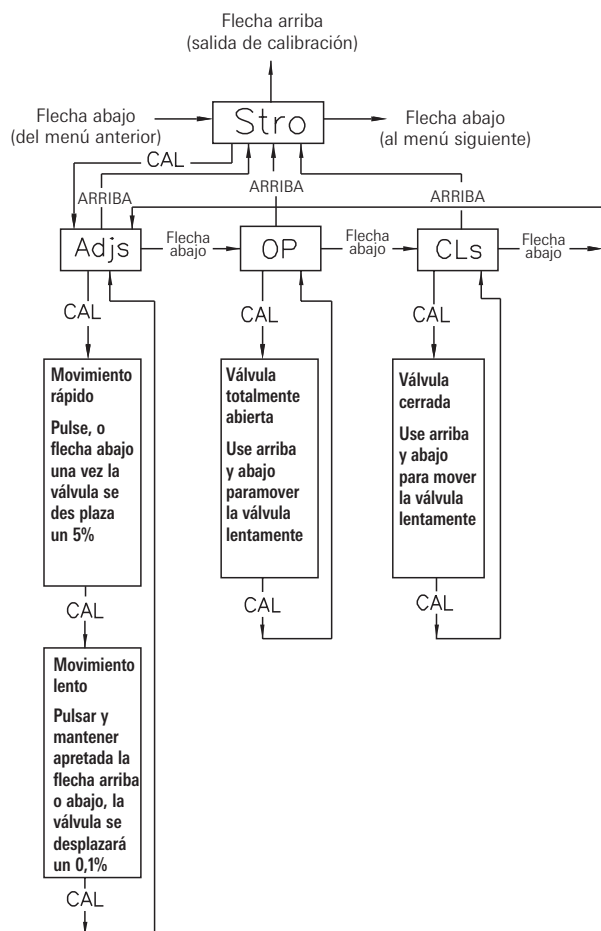 Flecha arriba
(salida de calibración)
Flecha abajo
(del menú anterior)
Stro
Flecha abajo
(al menú siguiente)
CAL
ARRIBA
ARRIBA
ARRIBA
Adjs
Flecha
abajo
OP
Flecha
abajo
CLs
Flecha
abajo
CAL
CAL
CAL
Movimiento
rápido
Pulse, o
flecha abajo
una vez la
válvula se
des plaza
un 5%
Válvula
totalmente
abierta
Use arriba
y abajo
paramover
la válvula
lentamente
Válvula
cerrada
Use arriba
y abajo
para mover
la válvula
lentamente
CAL
CAL
CAL
Movimiento
lento
Pulsar y
mantener
apretada la
flecha arriba
o abajo, la
válvula se
desplazará
un 0,1%
CAL